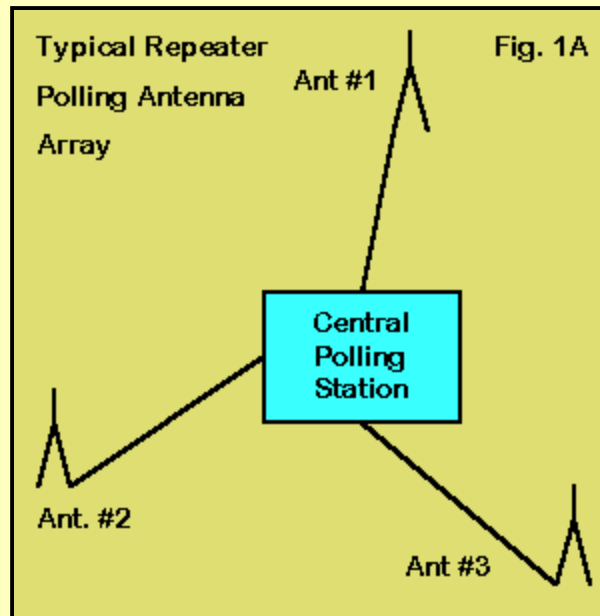 Typical Repeater
Polling Antenna
Array
Fig. 1A
Ant #1
Central
Polling
Station
Ant. #2
Ant #3